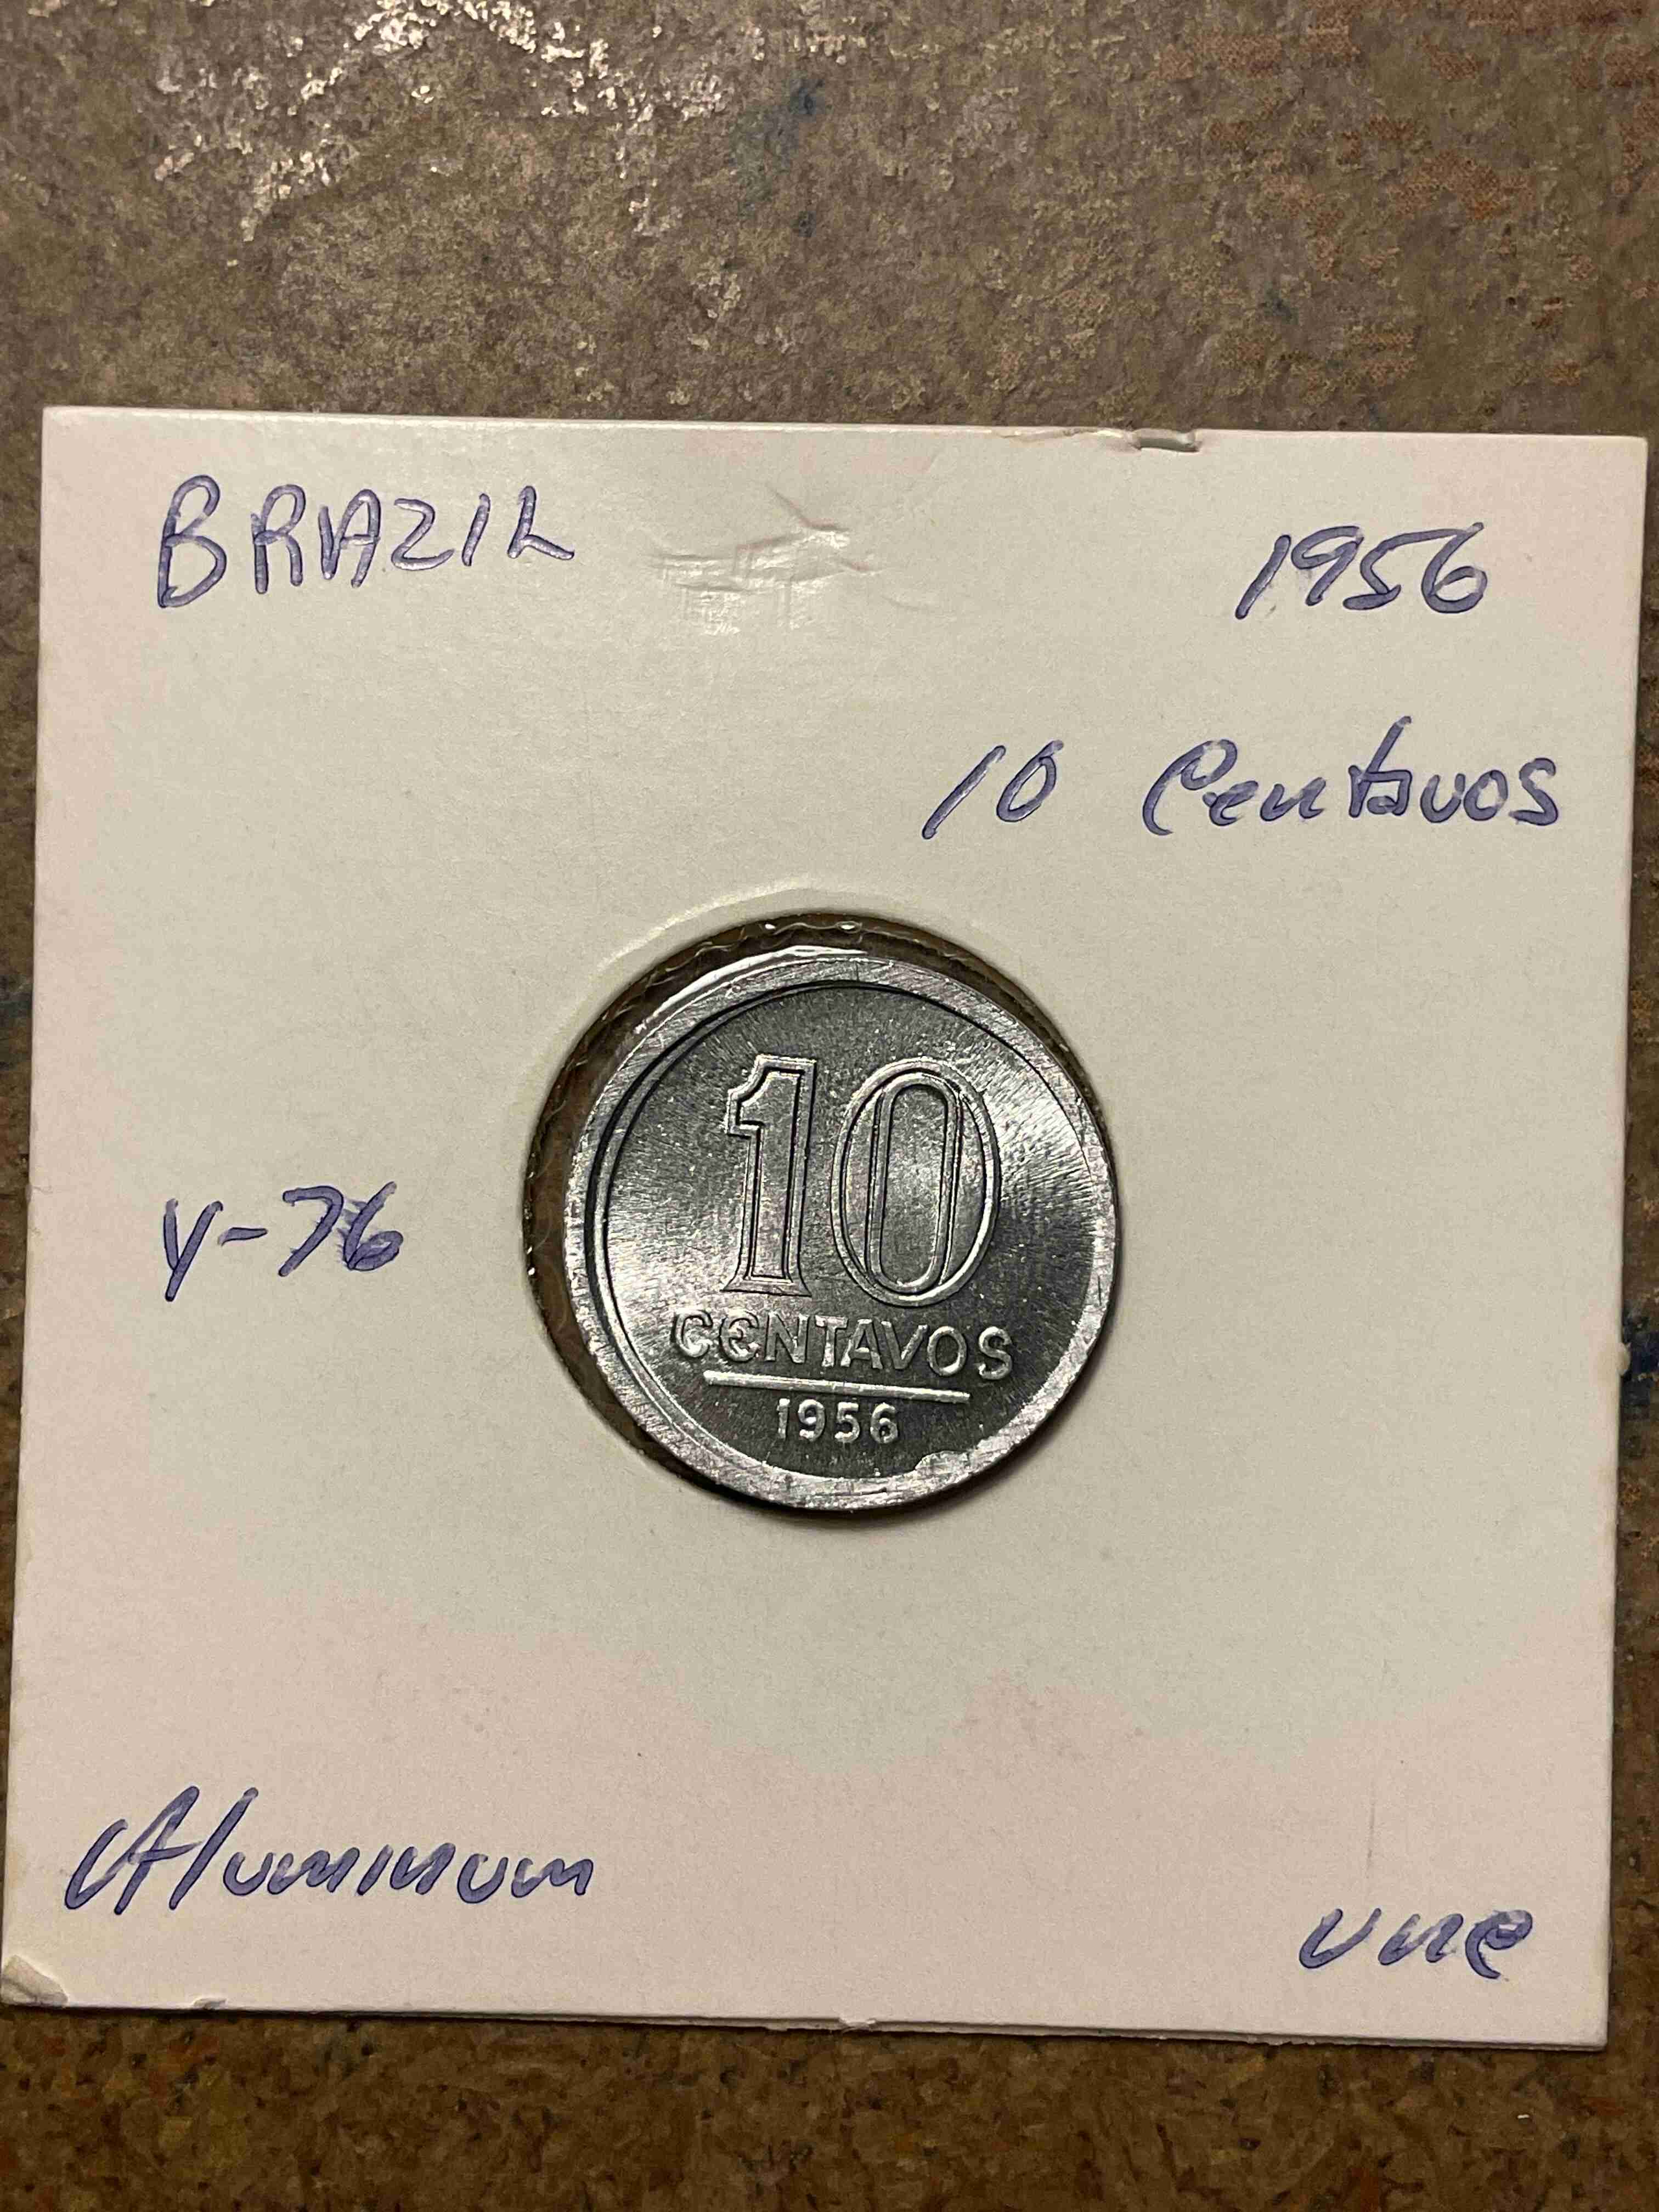 BRAZIL 1956
10 Centavos
Y-76
10
CENTAVOS
1956
Aluminum
unc